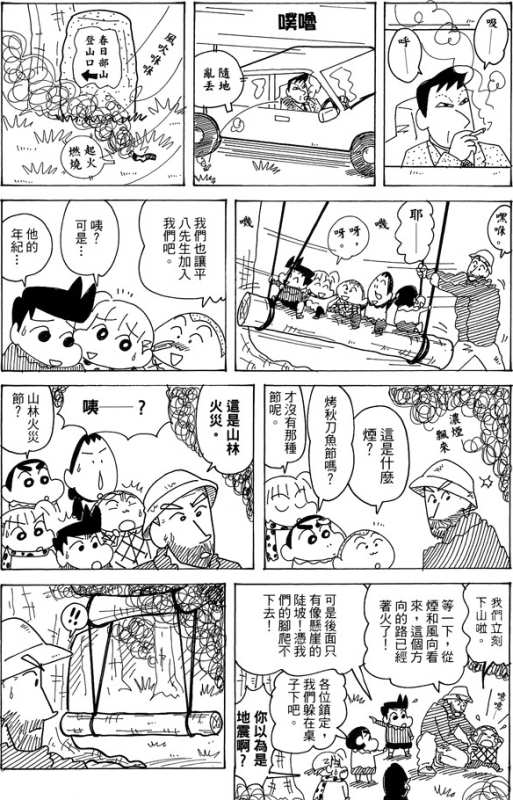 吸——
呼——
噗嚕
隨地
亂丟
風吹咻咻
春日部山
登山口
起火
燃燒
嘿咻。
耶——
嘰
呀。
呀。
嘰
我們也讓平
八先生加入
我們吧。
咦？
可是…
他的
年紀…
濃煙
飄來
這是什麼
煙？
烤秋刀魚節嗎？
才沒有那種
節呢。
這是山林
火災。
咦——？
山林火災
節？
我們立刻
下山啦。
等一下，從
煙和風向看
來，這個方
向的路已經
著火了！
可是後面只
有像懸崖的
陡坡！憑我
們的腳爬不
下去！
各位鎮定，
我們躲在桌
子下吧。
你以為是
地震啊？
!!